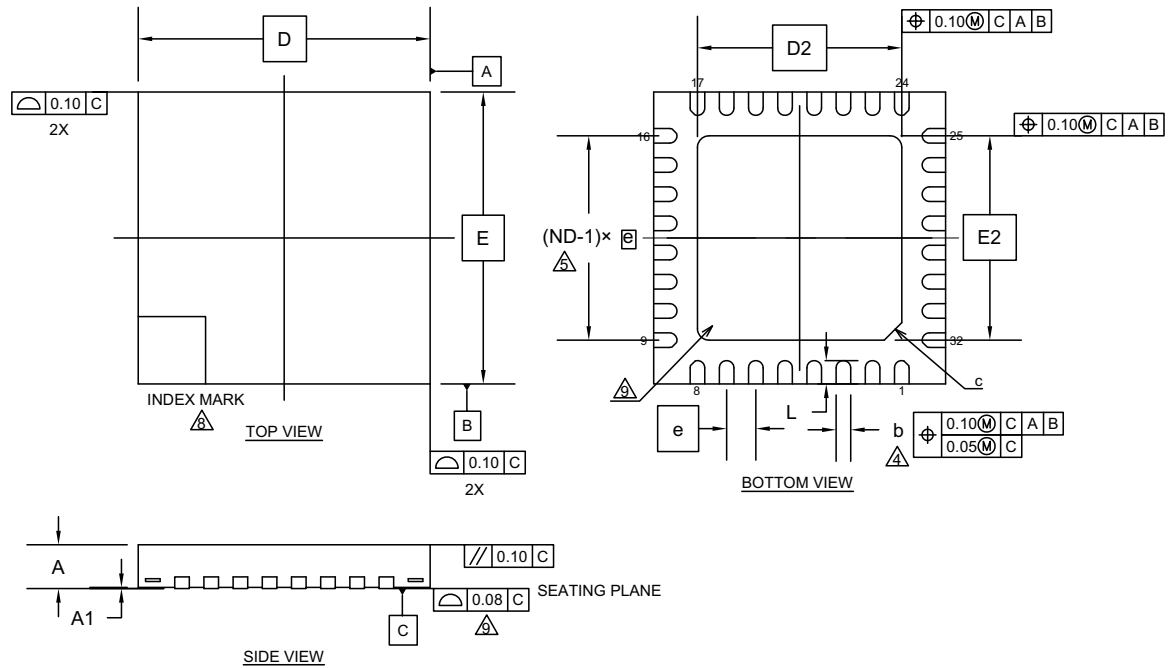 D
A
⌓ 0.10 C
2X
E
INDEX MARK
8
TOP VIEW
B
⌓ 0.10 C
2X
⌖ 0.10 Ⓜ C A B
D2
17
24
⌖ 0.10 Ⓜ C A B
16
25
(ND-1)× e
5
E2
9
32
9
8
1
c
L
e
b
4
⌖ 0.10 Ⓜ C A B
0.05 Ⓜ C
BOTTOM VIEW
A
// 0.10 C
SEATING PLANE
A1
⌓ 0.08 C
9
C
SIDE VIEW